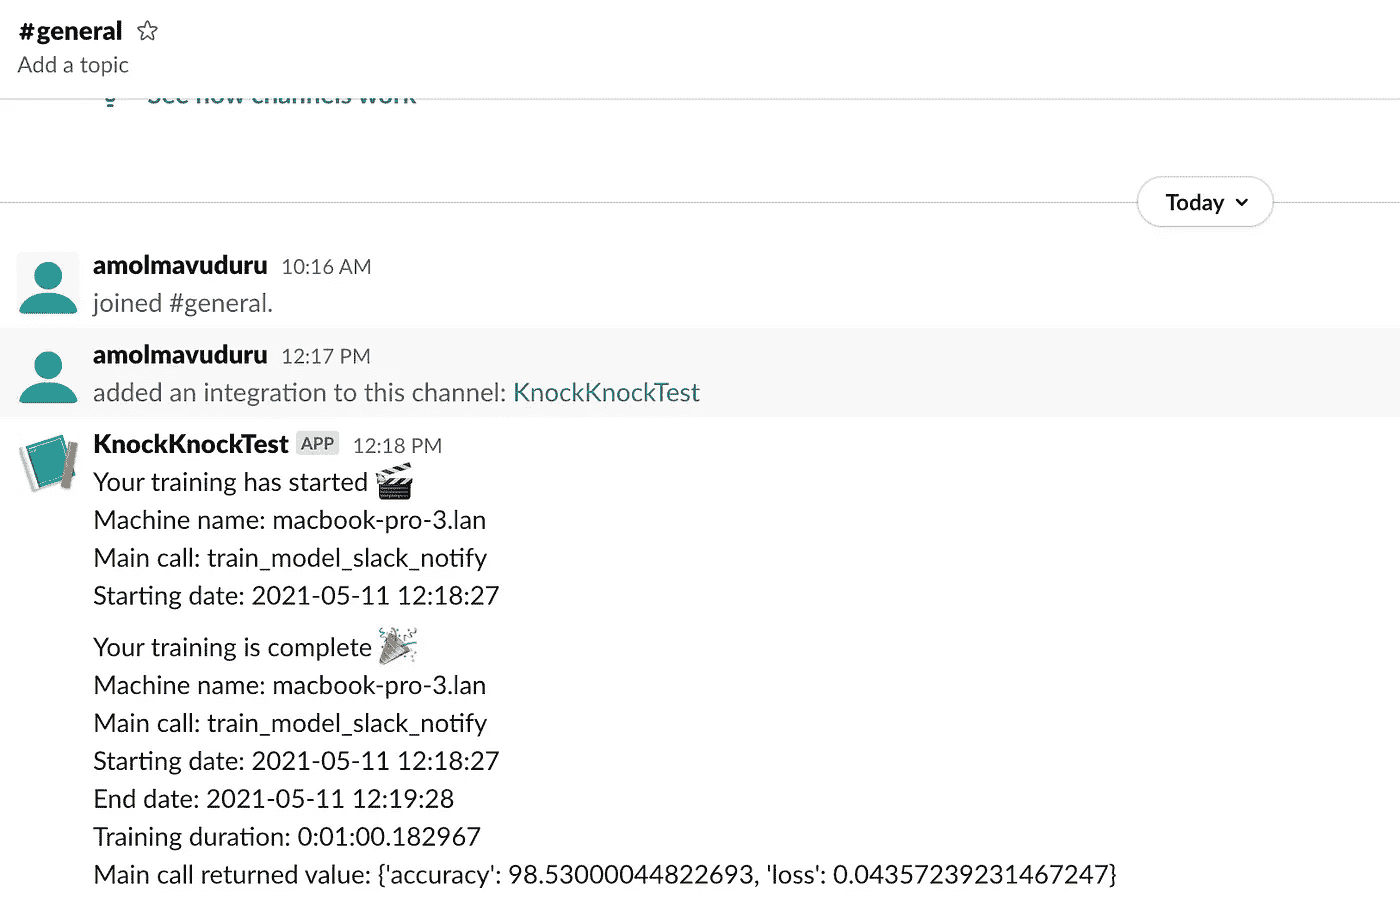 #general
Add a topic
See how channels work
Today
amolmavuduru 10:16 AM
joined #general.
amolmavuduru 12:17 PM
added an integration to this channel: KnockKnockTest
KnockKnockTest APP 12:18 PM
Your training has started
Machine name: macbook-pro-3.lan
Main call: train_model_slack_notify
Starting date: 2021-05-11 12:18:27
Your training is complete
Machine name: macbook-pro-3.lan
Main call: train_model_slack_notify
Starting date: 2021-05-11 12:18:27
End date: 2021-05-11 12:19:28
Training duration: 0:01:00.182967
Main call returned value: {'accuracy': 98.53000044822693, 'loss': 0.04357239231467247}